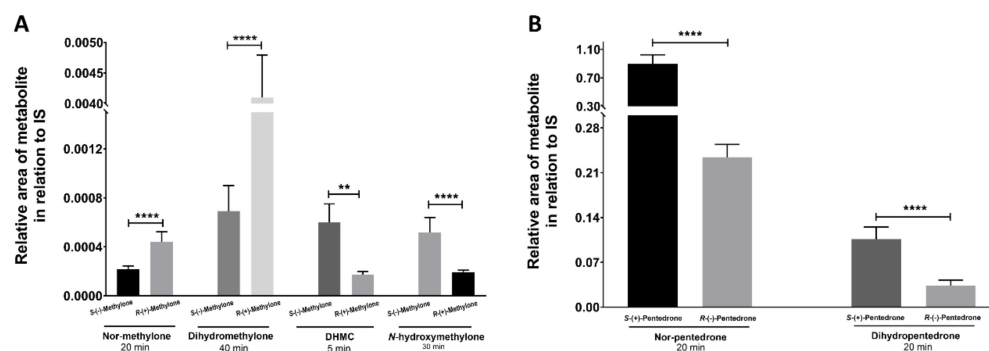 A
Relative area of metabolite
in relation to IS
0.0050
0.0045
0.0040
0.0012
0.0008
0.0004
0.0000
****
****
**
****
S-(-)-Methylone
R-(+)-Methylone
S-(-)-Methylone
R-(+)-Methylone
S-(-)-Methylone
R-(+)-Methylone
S-(-)-Methylone
R-(+)-Methylone
Nor-methylone
20 min
Dihydromethylone
40 min
DHMC
5 min
N-hydroxymethylone
30 min
B
Relative area of metabolite
in relation to IS
1.10
0.70
0.30
0.28
0.21
0.14
0.07
0.00
****
****
S-(+)-Pentedrone
R-(-)-Pentedrone
S-(+)-Pentedrone
R-(-)-Pentedrone
Nor-pentedrone
20 min
Dihydropentedrone
20 min